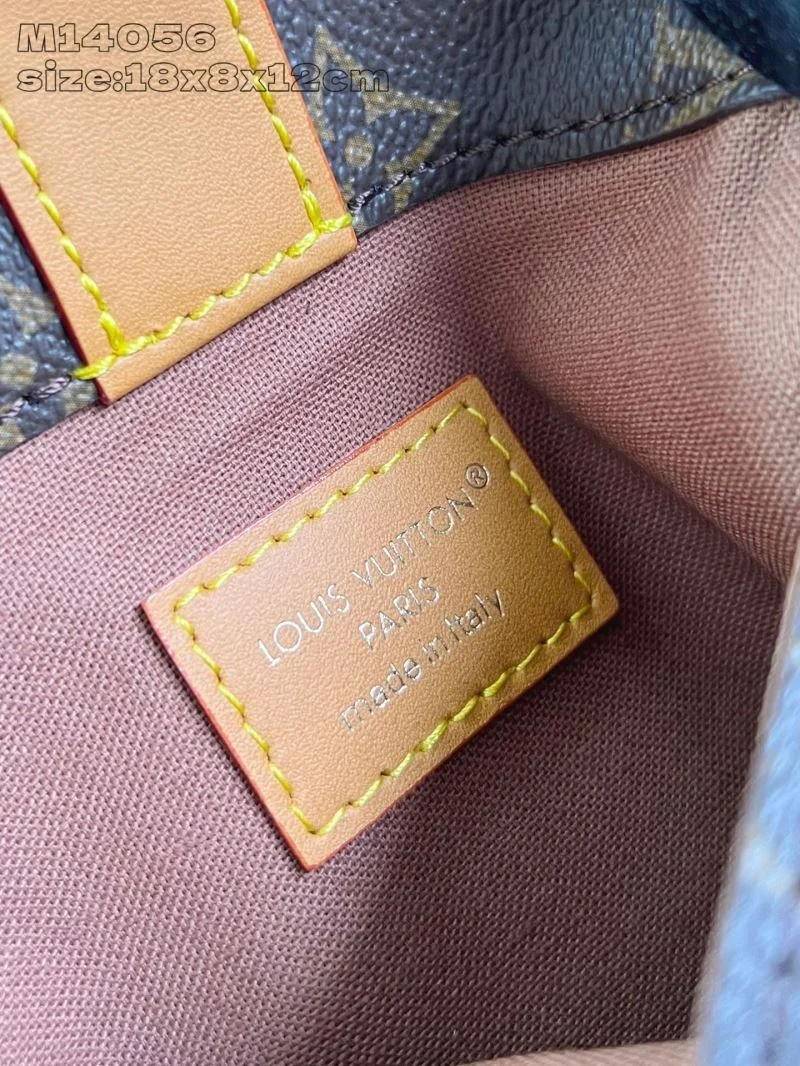 M14056
size:18x8x12cm
LOUIS VUITTON®
PARIS
made in Italy